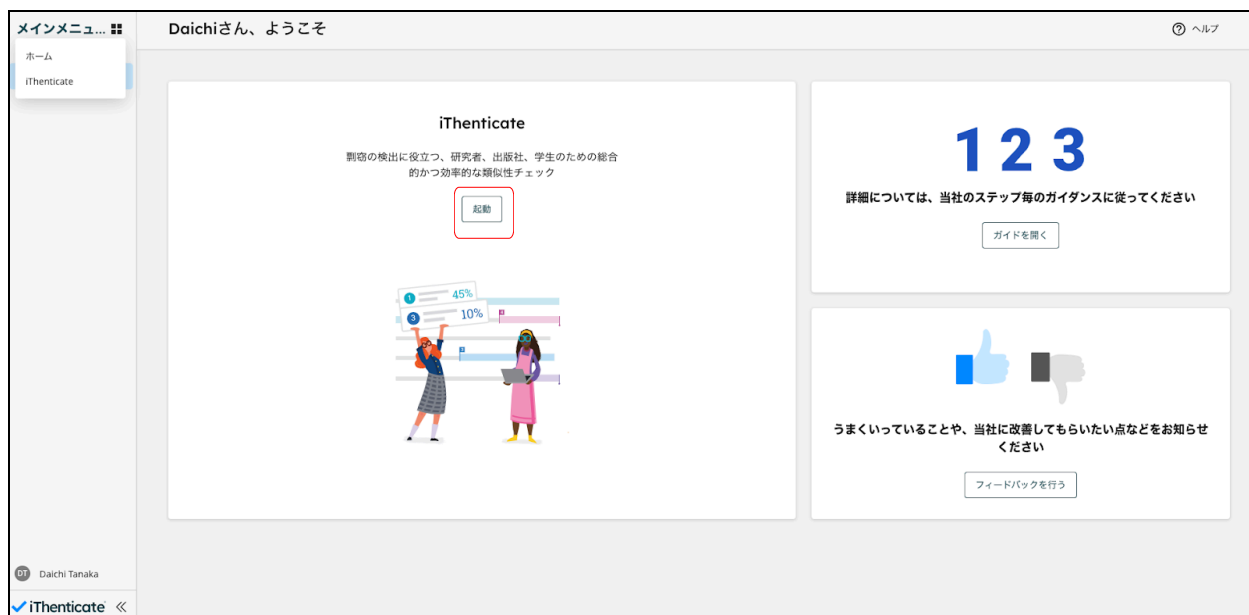 メインメニュ...
Daichiさん、ようこそ
ヘルプ
ホーム
iThenticate
iThenticate
剽窃の検出に役立つ、研究者、出版社、学生のための総合
的かつ効率的な類似性チェック
起動
1 45%
3 10%
4
2
1 2 3
詳細については、当社のステップ毎のガイダンスに従ってください
ガイドを開く
うまくいっていることや、当社に改善してもらいたい点などをお知らせ
ください
フィードバックを行う
DT Daichi Tanaka
iThenticate